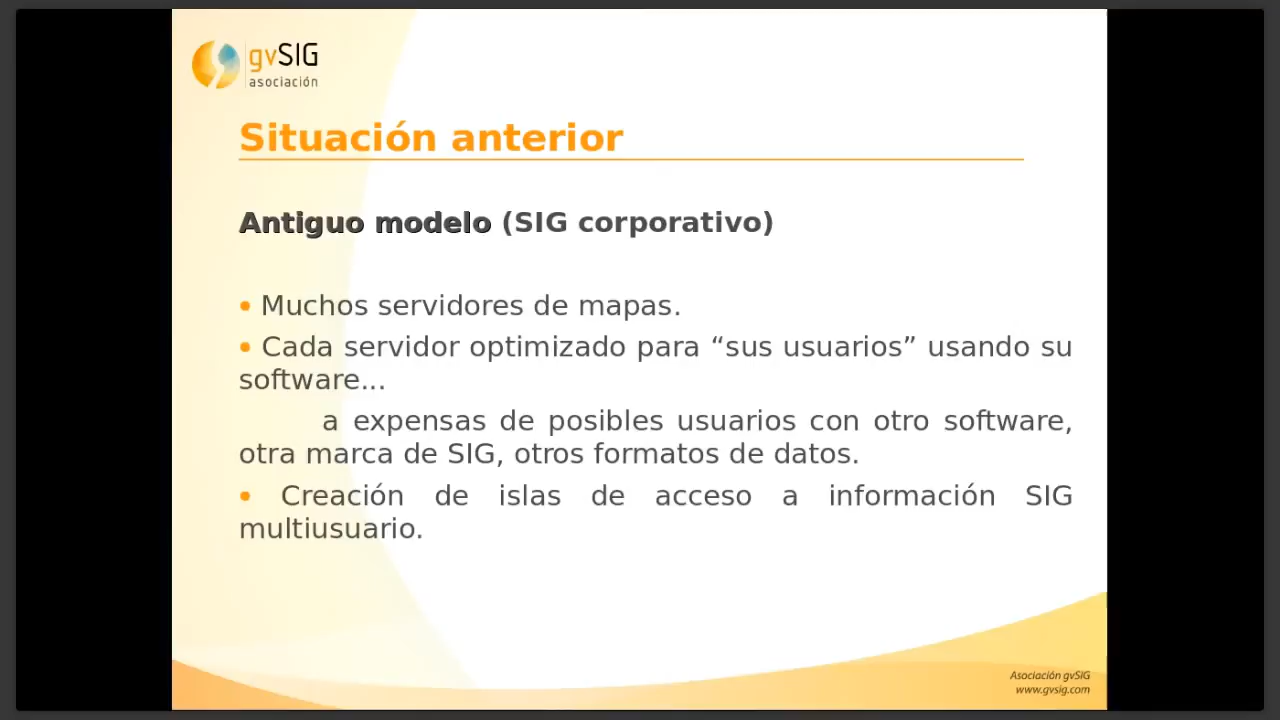 gvSIG
asociación
Situación anterior
Antiguo modelo (SIG corporativo)
• Muchos servidores de mapas.
• Cada servidor optimizado para “sus usuarios” usando su
software...
a expensas de posibles usuarios con otro software,
otra marca de SIG, otros formatos de datos.
• Creación de islas de acceso a información SIG
multiusuario.
Asociación gvSIG
www.gvsig.com